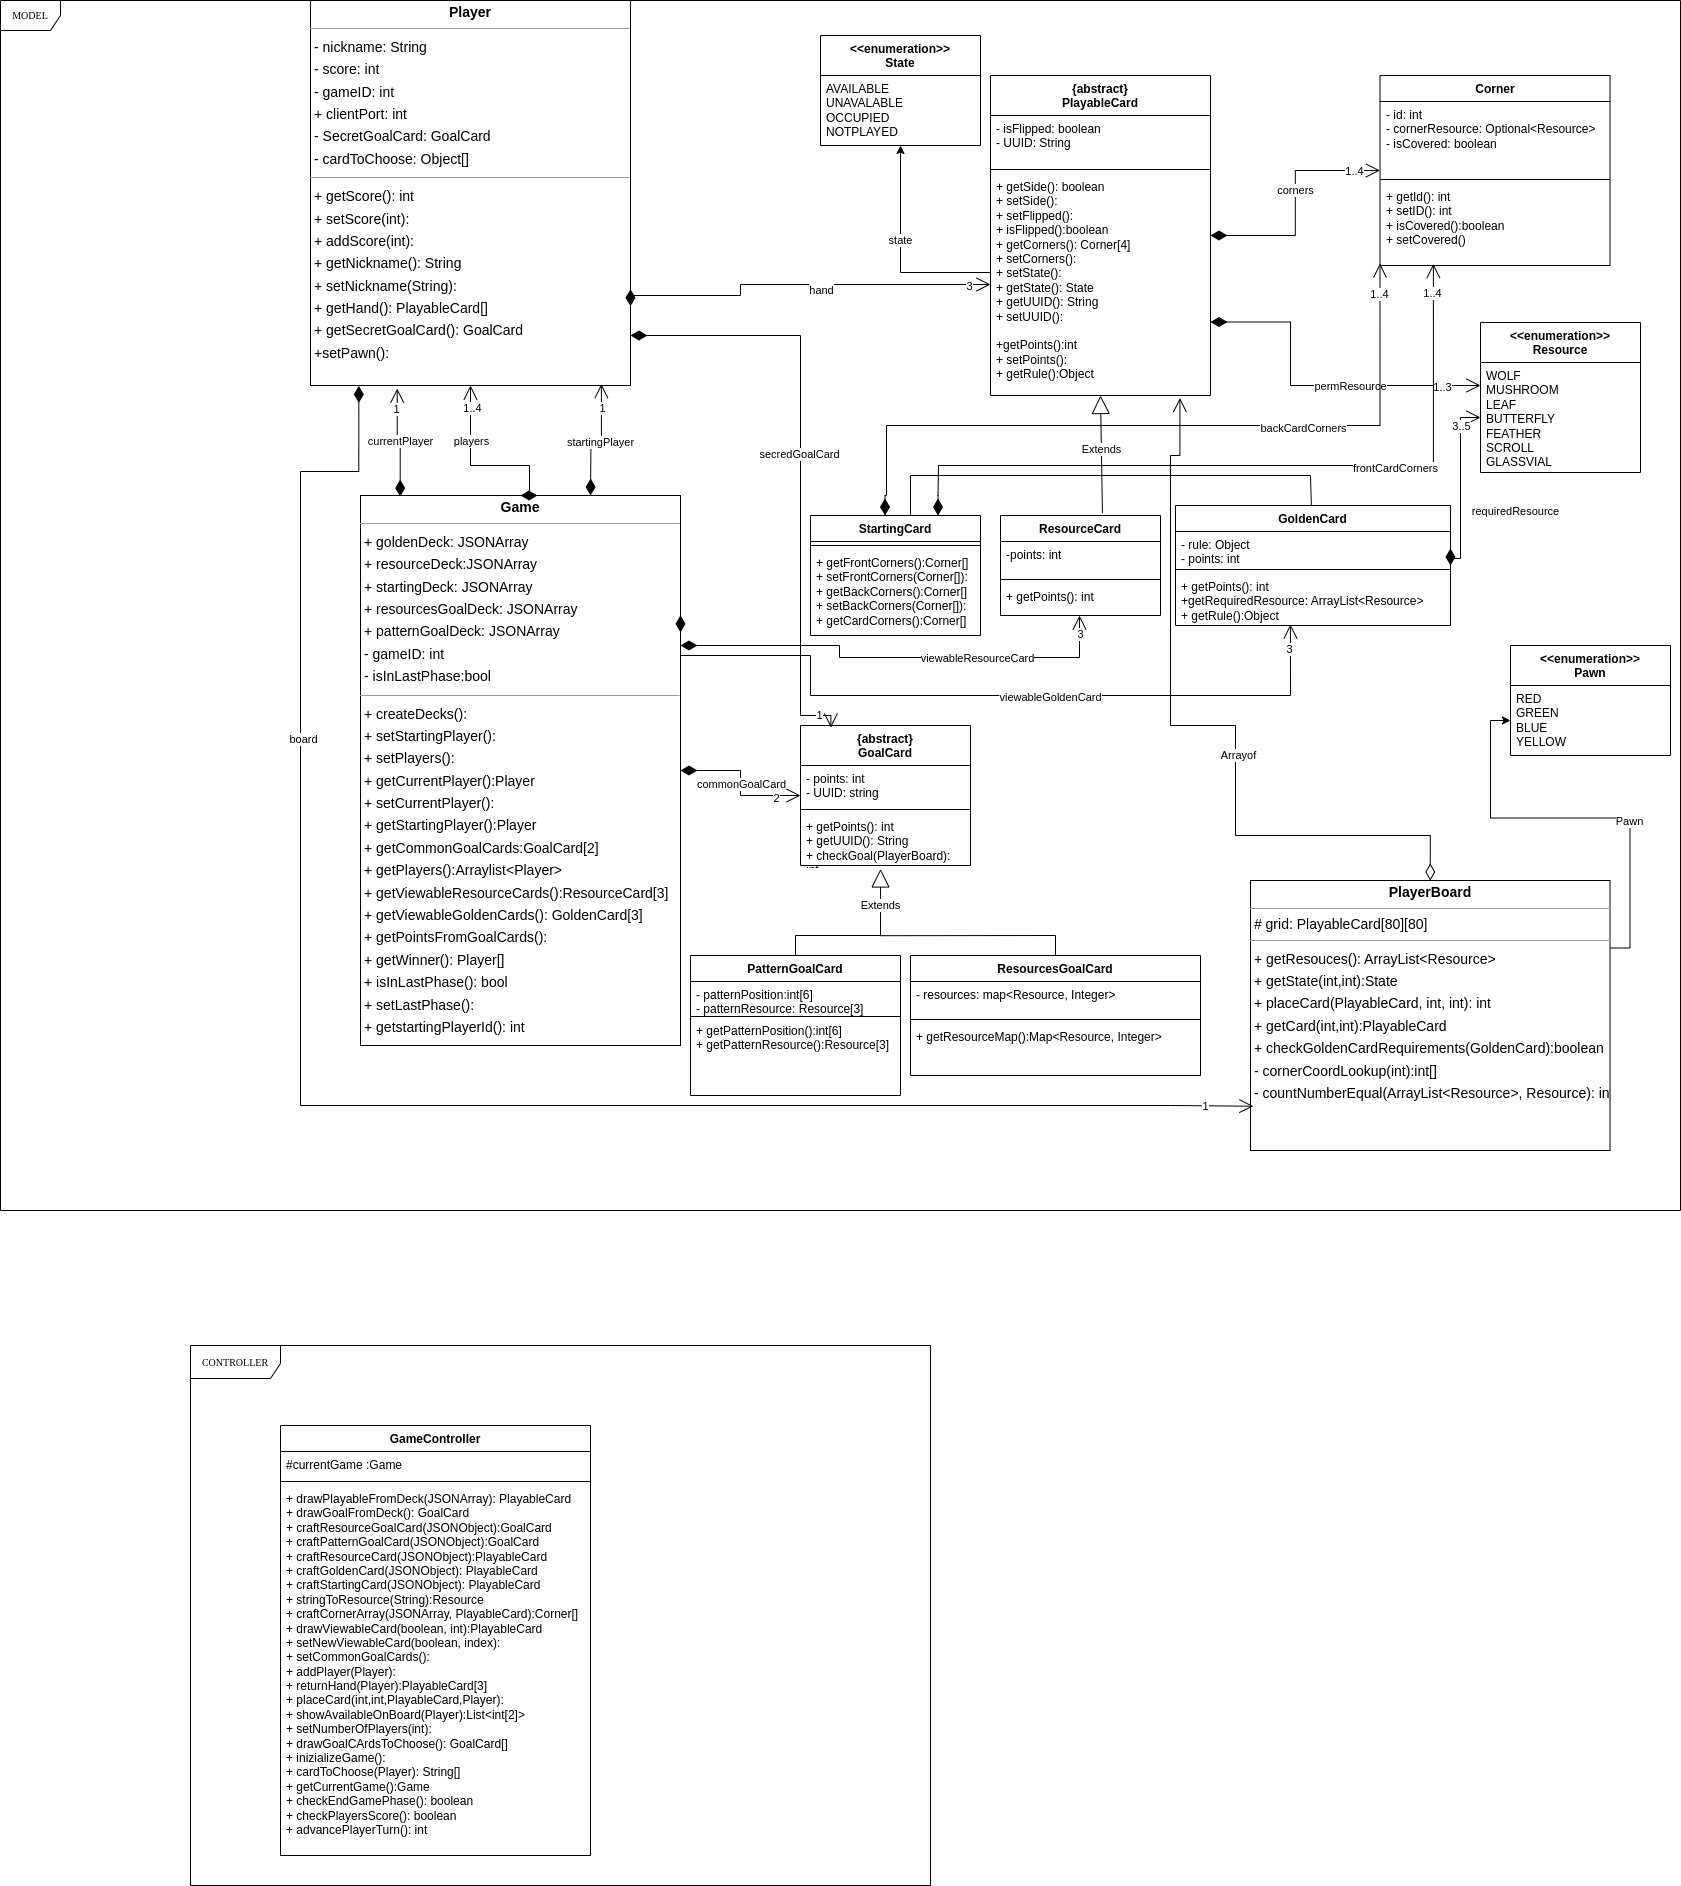 MODEL
Player
- nickname: String
- score: int
- gameID: int
+ clientPort: int
- SecretGoalCard: GoalCard
- cardToChoose: Object[]
+ getScore(): int
+ setScore(int):
+ addScore(int):
+ getNickname(): String
+ setNickname(String):
+ getHand(): PlayableCard[]
+ getSecretGoalCard(): GoalCard
+setPawn():
<<enumeration>>
State
AVAILABLE
UNAVALABLE
OCCUPIED
NOTPLAYED
state
{abstract}
PlayableCard
- isFlipped: boolean
- UUID: String
+ getSide(): boolean
+ setSide():
+ setFlipped():
+ isFlipped():boolean
+ getCorners(): Corner[4]
+ setCorners():
+ setState():
+ getState(): State
+ getUUID(): String
+ setUUID():
+getPoints():int
+ setPoints():
+ getRule():Object
Corner
- id: int
- cornerResource: Optional<Resource>
- isCovered: boolean
+ getId(): int
+ setID(): int
+ isCovered():boolean
+ setCovered()
corners
1..4
hand
3
1..4
1..4
<<enumeration>>
Resource
WOLF
MUSHROOM
LEAF
BUTTERFLY
FEATHER
SCROLL
GLASSVIAL
permResource
1..3
3..5
backCardCorners
frontCardCorners
requiredResource
Extends
secredGoalCard
1
currentPlayer
1..4
players
1
startingPlayer
Game
+ goldenDeck: JSONArray
+ resourceDeck:JSONArray
+ startingDeck: JSONArray
+ resourcesGoalDeck: JSONArray
+ patternGoalDeck: JSONArray
- gameID: int
- isInLastPhase:bool
+ createDecks():
+ setStartingPlayer():
+ setPlayers():
+ getCurrentPlayer():Player
+ setCurrentPlayer():
+ getStartingPlayer():Player
+ getCommonGoalCards:GoalCard[2]
+ getPlayers():Arraylist<Player>
+ getViewableResourceCards():ResourceCard[3]
+ getViewableGoldenCards(): GoldenCard[3]
+ getPointsFromGoalCards():
+ getWinner(): Player[]
+ isInLastPhase(): bool
+ setLastPhase():
+ getstartingPlayerId(): int
StartingCard
+ getFrontCorners():Corner[]
+ setFrontCorners(Corner[]):
+ getBackCorners():Corner[]
+ setBackCorners(Corner[]):
+ getCardCorners():Corner[]
ResourceCard
-points: int
+ getPoints(): int
GoldenCard
- rule: Object
- points: int
+ getPoints(): int
+getRequiredResource: ArrayList<Resource>
+ getRule():Object
3
viewableResourceCard
3
viewableGoldenCard
<<enumeration>>
Pawn
RED
GREEN
BLUE
YELLOW
Pawn
board
1
{abstract}
GoalCard
- points: int
- UUID: string
+ getPoints(): int
+ getUUID(): String
+ checkGoal(PlayerBoard):
commonGoalCard
2
Arrayof
Extends
PatternGoalCard
- patternPosition:int[6]
- patternResource: Resource[3]
+ getPatternPosition():int[6]
+ getPatternResource():Resource[3]
ResourcesGoalCard
- resources: map<Resource, Integer>
+ getResourceMap():Map<Resource, Integer>
PlayerBoard
# grid: PlayableCard[80][80]
+ getResouces(): ArrayList<Resource>
+ getState(int,int):State
+ placeCard(PlayableCard, int, int): int
+ getCard(int,int):PlayableCard
+ checkGoldenCardRequirements(GoldenCard):boolean
- cornerCoordLookup(int):int[]
- countNumberEqual(ArrayList<Resource>, Resource): in
1
CONTROLLER
GameController
#currentGame :Game
+ drawPlayableFromDeck(JSONArray): PlayableCard
+ drawGoalFromDeck(): GoalCard
+ craftResourceGoalCard(JSONObject):GoalCard
+ craftPatternGoalCard(JSONObject):GoalCard
+ craftResourceCard(JSONObject):PlayableCard
+ craftGoldenCard(JSONObject): PlayableCard
+ craftStartingCard(JSONObject): PlayableCard
+ stringToResource(String):Resource
+ craftCornerArray(JSONArray, PlayableCard):Corner[]
+ drawViewableCard(boolean, int):PlayableCard
+ setNewViewableCard(boolean, index):
+ setCommonGoalCards():
+ addPlayer(Player):
+ returnHand(Player):PlayableCard[3]
+ placeCard(int,int,PlayableCard,Player):
+ showAvailableOnBoard(Player):List<int[2]>
+ setNumberOfPlayers(int):
+ drawGoalCArdsToChoose(): GoalCard[]
+ inizializeGame():
+ cardToChoose(Player): String[]
+ getCurrentGame():Game
+ checkEndGamePhase(): boolean
+ checkPlayersScore(): boolean
+ advancePlayerTurn(): int